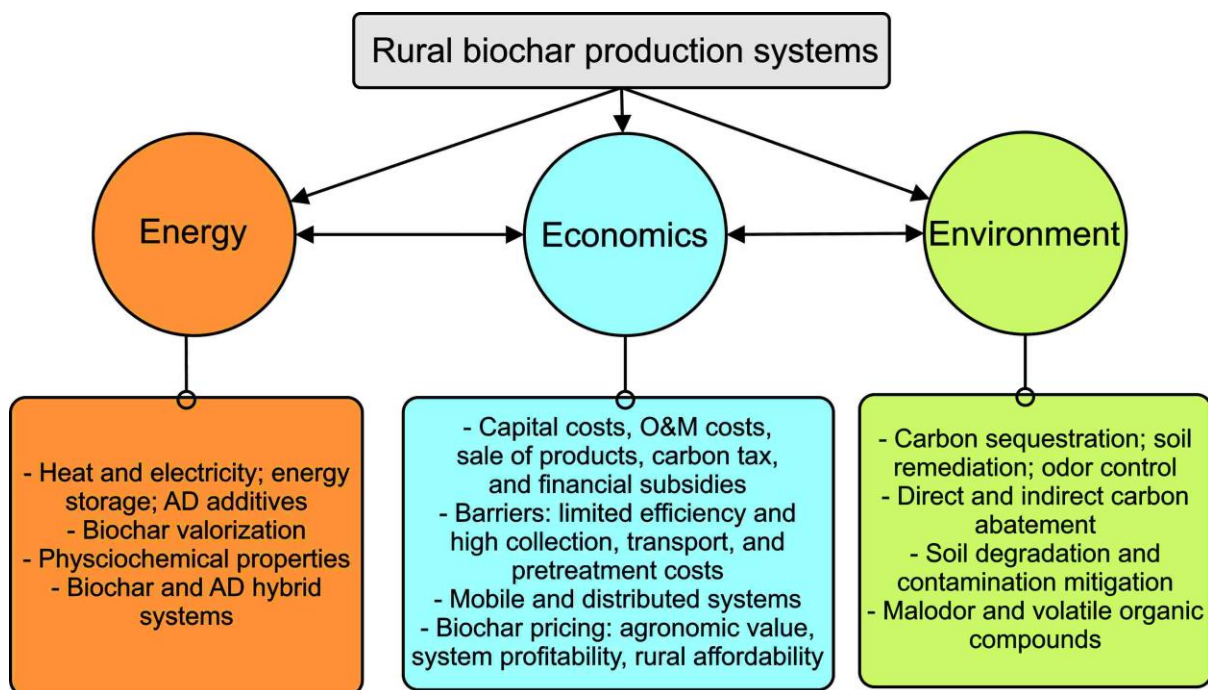 Rural biochar production systems
Energy
Economics
Environment
- Heat and electricity; energy
storage; AD additives
- Biochar valorization
- Physciochemical properties
- Biochar and AD hybrid
systems
- Capital costs, O&M costs,
sale of products, carbon tax,
and financial subsidies
- Barriers: limited efficiency and
high collection, transport, and
pretreatment costs
- Mobile and distributed systems
- Biochar pricing: agronomic value,
system profitability, rural affordability
- Carbon sequestration; soil
remediation; odor control
- Direct and indirect carbon
abatement
- Soil degradation and
contamination mitigation
- Malodor and volatile organic
compounds